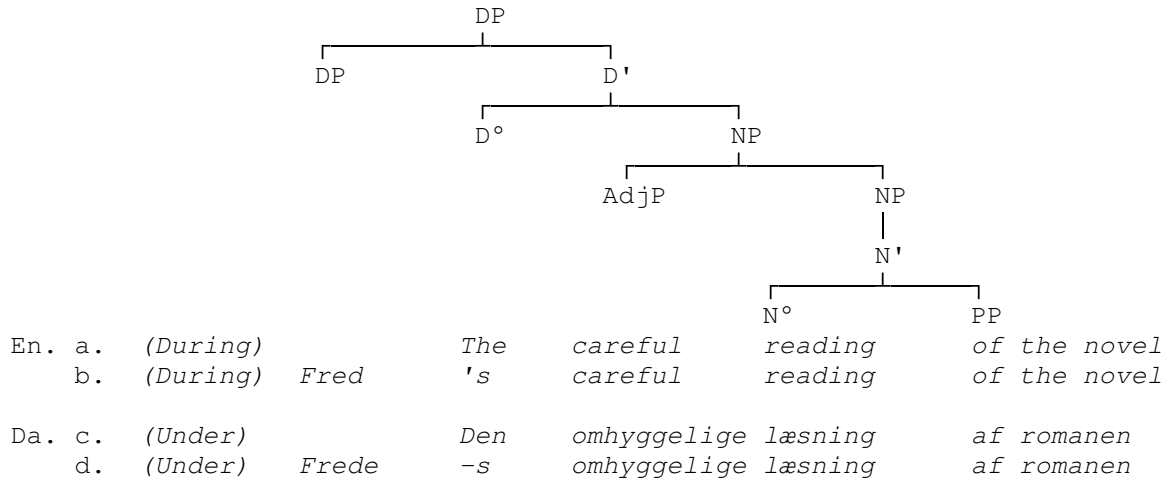 DP
DP D'
D° NP
AdjP NP
N'
N° PP
En. a. (During) The careful reading of the novel
b. (During) Fred 's careful reading of the novel
Da. c. (Under) Den omhyggelige læsning af romanen
d. (Under) Frede -s omhyggelige læsning af romanen